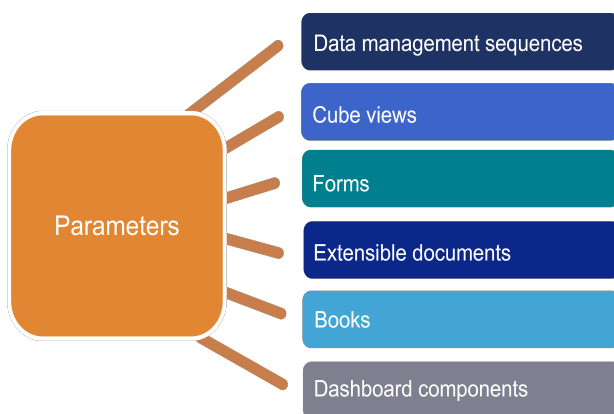 Parameters
Data management sequences
Cube views
Forms
Extensible documents
Books
Dashboard components